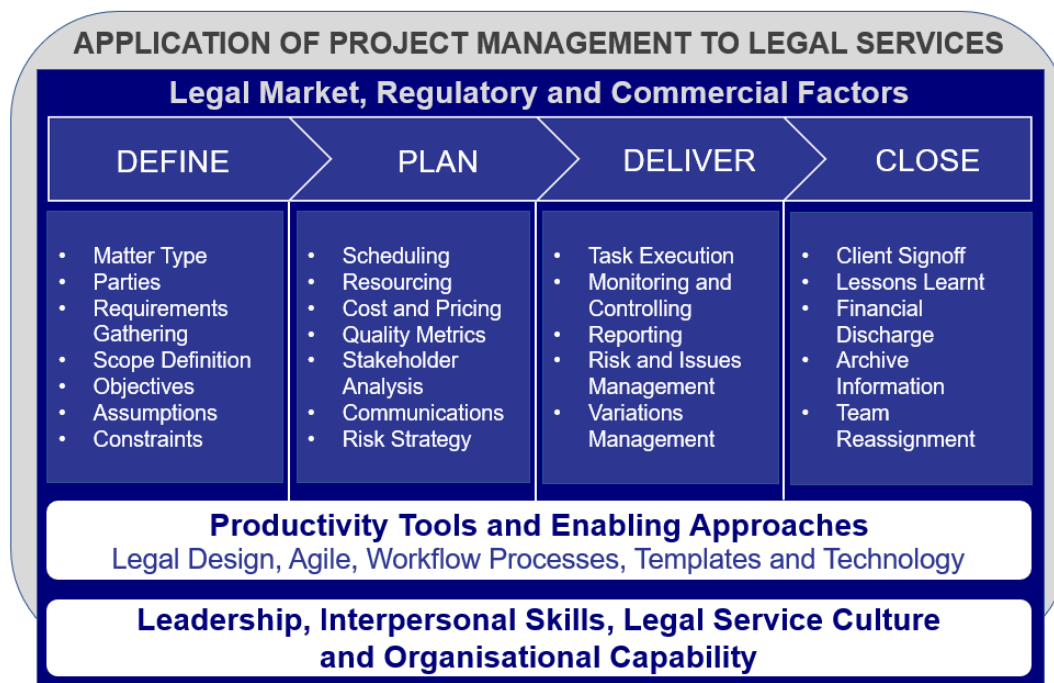 APPLICATION OF PROJECT MANAGEMENT TO LEGAL SERVICES
Legal Market, Regulatory and Commercial Factors
DEFINE
PLAN
DELIVER
CLOSE
• Matter Type
• Parties
• Requirements
Gathering
• Scope Definition
• Objectives
• Assumptions
• Constraints
• Scheduling
• Resourcing
• Cost and Pricing
• Quality Metrics
• Stakeholder
Analysis
• Communications
• Risk Strategy
• Task Execution
• Monitoring and
Controlling
• Reporting
• Risk and Issues
Management
• Variations
Management
• Client Signoff
• Lessons Learnt
• Financial
Discharge
• Archive
Information
• Team
Reassignment
Productivity Tools and Enabling Approaches
Legal Design, Agile, Workflow Processes, Templates and Technology
Leadership, Interpersonal Skills, Legal Service Culture
and Organisational Capability